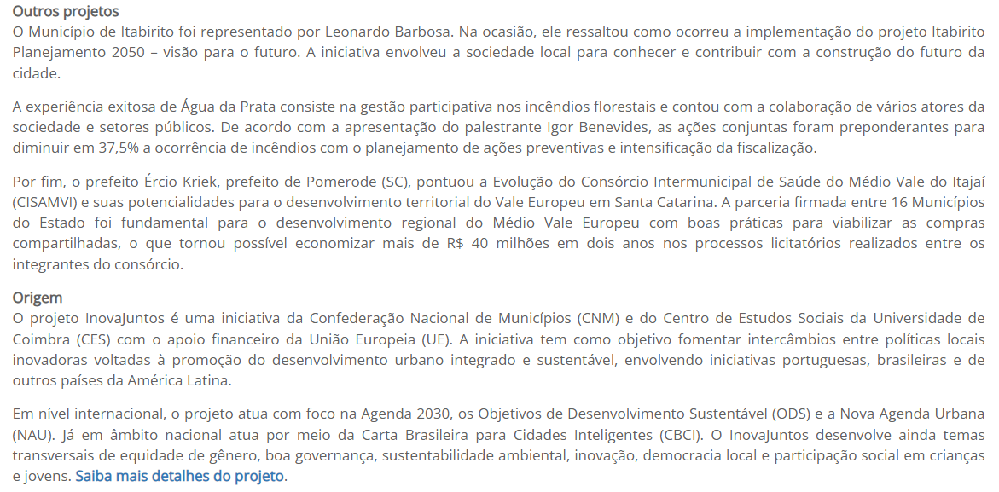 Outros projetos
O Município de Itabirito foi representado por Leonardo Barbosa. Na ocasião, ele ressaltou como ocorreu a implementação do projeto Itabirito
Planejamento 2050 – visão para o futuro. A iniciativa envolveu a sociedade local para conhecer e contribuir com a construção do futuro da
cidade.
A experiência exitosa de Água da Prata consiste na gestão participativa nos incêndios florestais e contou com a colaboração de vários atores da
sociedade e setores públicos. De acordo com a apresentação do palestrante Igor Benevides, as ações conjuntas foram preponderantes para
diminuir em 37,5% a ocorrência de incêndios com o planejamento de ações preventivas e intensificação da fiscalização.
Por fim, o prefeito Ércio Kriek, prefeito de Pomerode (SC), pontuou a Evolução do Consórcio Intermunicipal de Saúde do Médio Vale do Itajaí
(CISAMVI) e suas potencialidades para o desenvolvimento territorial do Vale Europeu em Santa Catarina. A parceria firmada entre 16 Municípios
do Estado foi fundamental para o desenvolvimento regional do Médio Vale Europeu com boas práticas para viabilizar as compras
compartilhadas, o que tornou possível economizar mais de R$ 40 milhões em dois anos nos processos licitatórios realizados entre os
integrantes do consórcio.
Origem
O projeto InovaJuntos é uma iniciativa da Confederação Nacional de Municípios (CNM) e do Centro de Estudos Sociais da Universidade de
Coimbra (CES) com o apoio financeiro da União Europeia (UE). A iniciativa tem como objetivo fomentar intercâmbios entre políticas locais
inovadoras voltadas à promoção do desenvolvimento urbano integrado e sustentável, envolvendo iniciativas portuguesas, brasileiras e de
outros países da América Latina.
Em nível internacional, o projeto atua com foco na Agenda 2030, os Objetivos de Desenvolvimento Sustentável (ODS) e a Nova Agenda Urbana
(NAU). Já em âmbito nacional atua por meio da Carta Brasileira para Cidades Inteligentes (CBCI). O InovaJuntos desenvolve ainda temas
transversais de equidade de gênero, boa governança, sustentabilidade ambiental, inovação, democracia local e participação social em crianças
e jovens. Saiba mais detalhes do projeto.